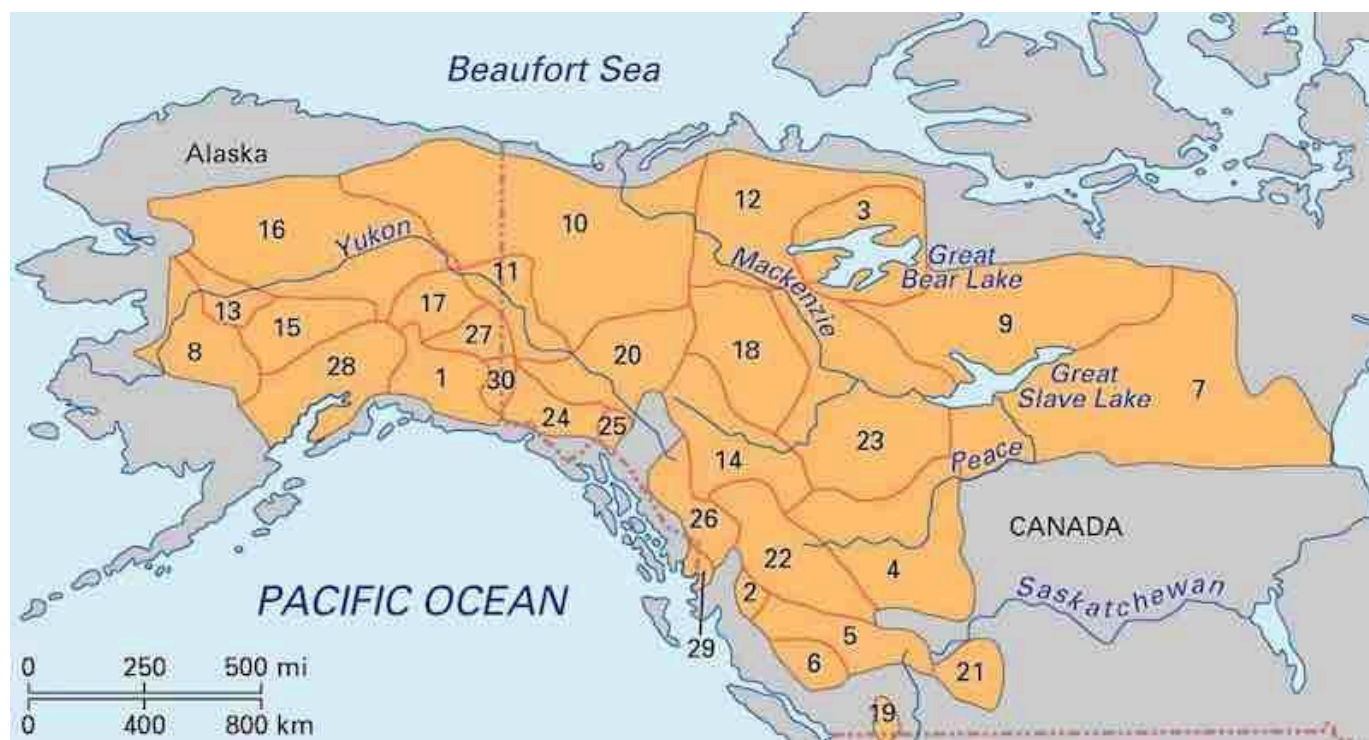 Beaufort Sea
Alaska
16
Yukon
10
12
3
Great
Bear Lake
11
Mackenzie
13
15
17
27
8
28
1
30
20
18
9
24
25
Great
Slave Lake
7
14
23
Peace
26
22
4
CANADA
2
PACIFIC OCEAN
Saskatchewan
29
5
6
21
19
0 250 500 mi
0 400 800 km